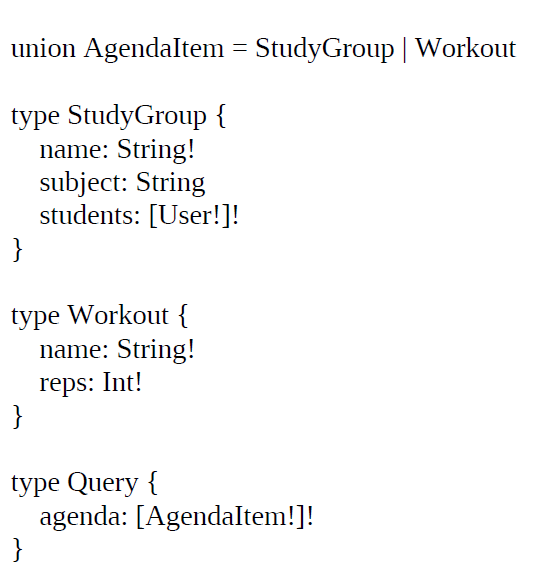 union AgendaItem = StudyGroup | Workout
type StudyGroup {
name: String!
subject: String
students: [User!]!
}
type Workout {
name: String!
reps: Int!
}
type Query {
agenda: [AgendaItem!]!
}